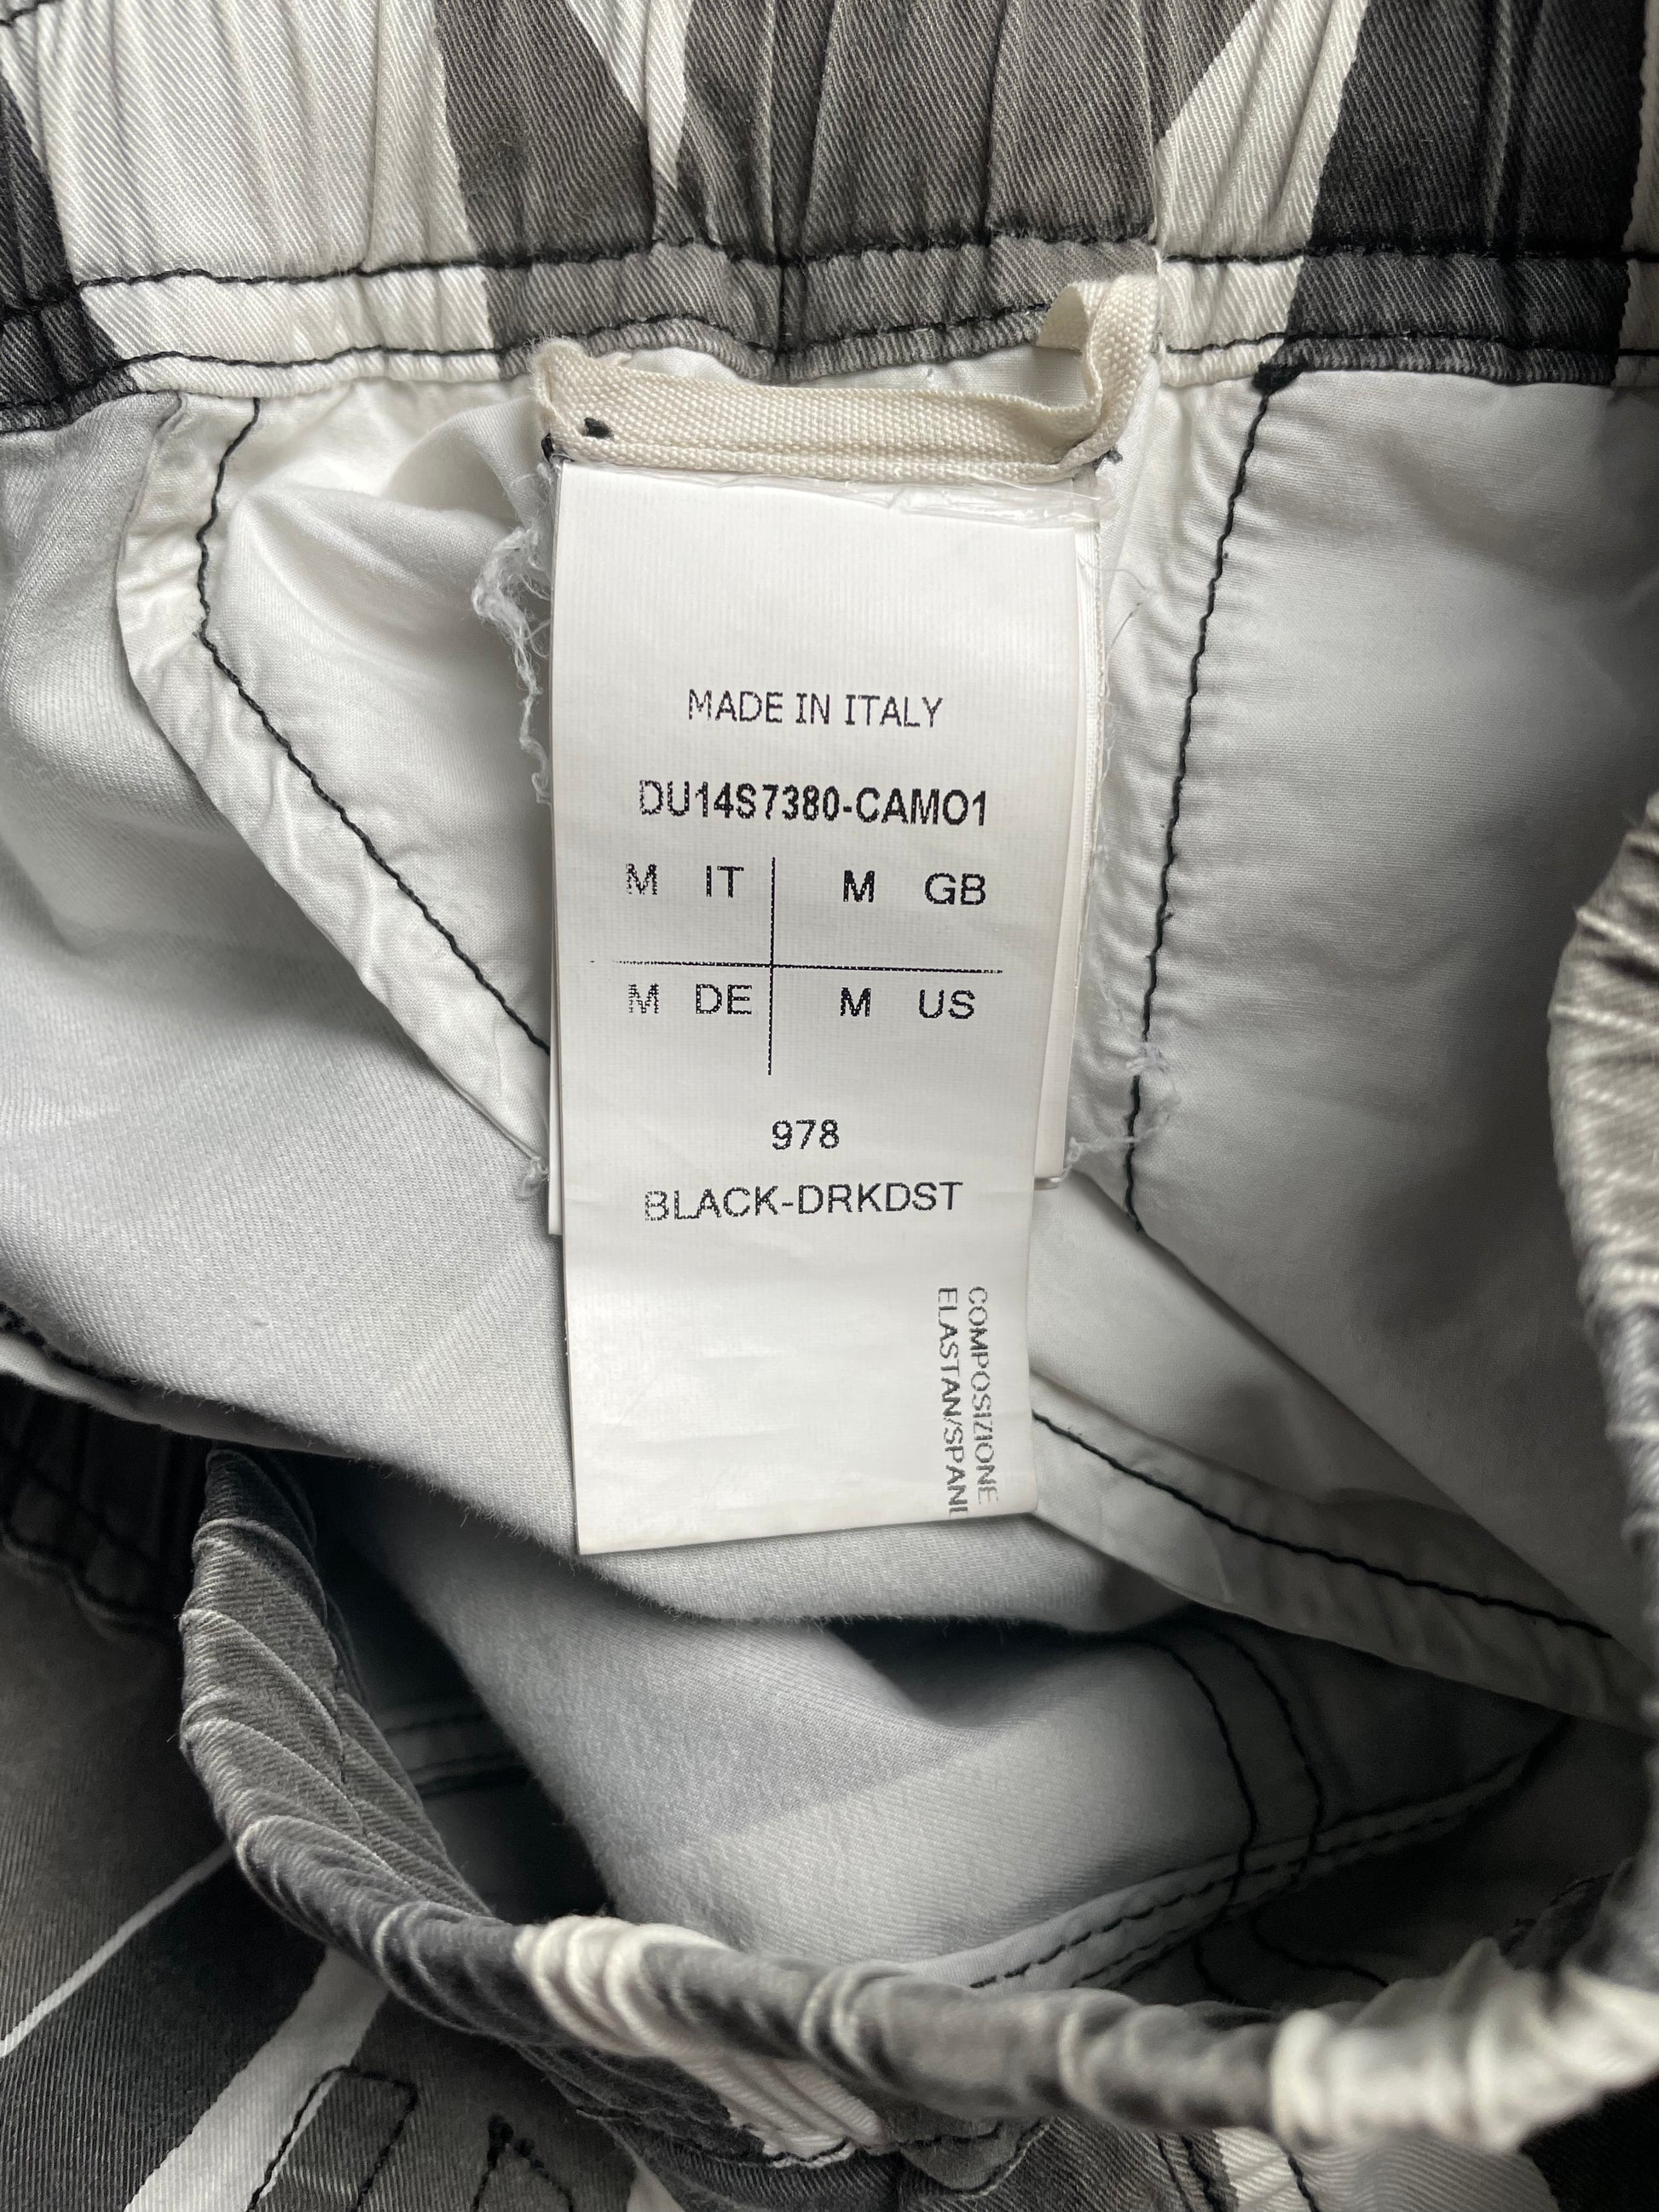 MADE IN ITALY
DU14S7380-CAMO1
M IT M GB
M DE M US
978
BLACK-DRKDST
COMPOSIZIONE
ELASTAN/SPANI